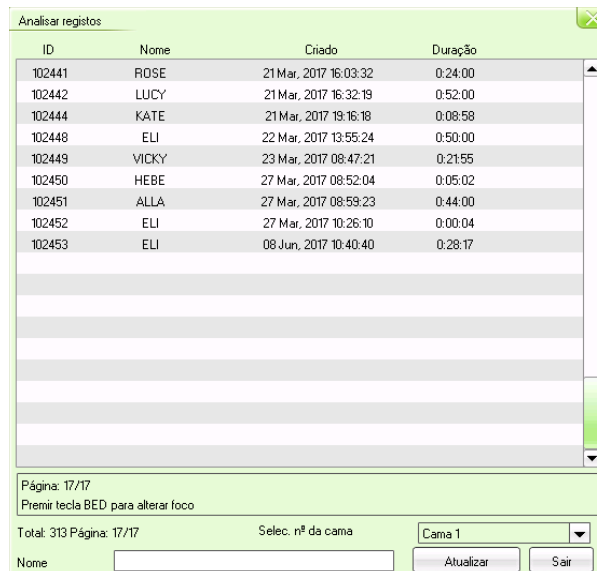 Analisar registos
ID Nome Criado Duração
102441 ROSE 21 Mar, 2017 16:03:32 0:24:00
102442 LUCY 21 Mar, 2017 16:32:19 0:52:00
102444 KATE 21 Mar, 2017 19:16:18 0:08:58
102448 ELI 22 Mar, 2017 13:55:24 0:50:00
102449 VICKY 23 Mar, 2017 08:47:21 0:21:55
102450 HEBE 27 Mar, 2017 08:52:04 0:05:02
102451 ALLA 27 Mar, 2017 08:59:23 0:44:00
102452 ELI 27 Mar, 2017 10:26:10 0:00:04
102453 ELI 08 Jun, 2017 10:40:40 0:28:17
Página: 17/17
Premir tecla BED para alterar foco
Total: 313 Página: 17/17 Selec. nº da cama Cama 1
Nome Atualizar Sair